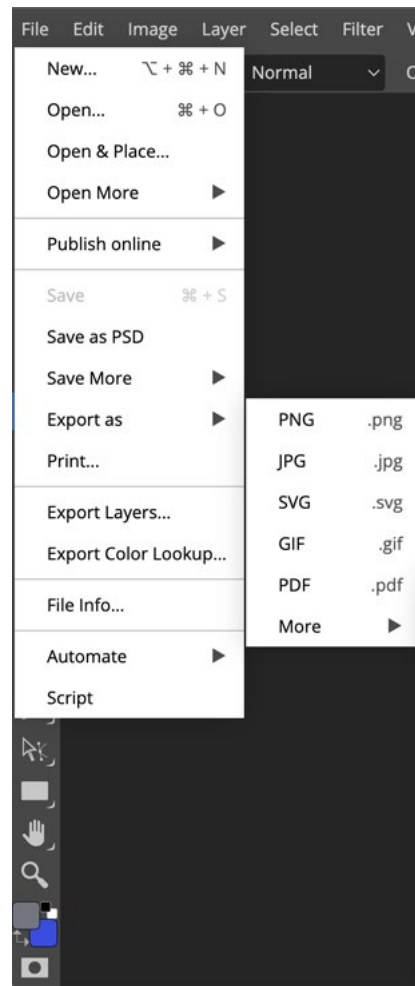 File Edit Image Layer Select Filter
New... ⌥ + ⌘ + N
Normal
Open... ⌘ + O
Open & Place...
Open More ▶
Publish online ▶
Save ⌘ + S
Save as PSD
Save More ▶
Export as ▶
PNG .png
Print...
JPG .jpg
SVG .svg
Export Layers...
GIF .gif
Export Color Lookup...
PDF .pdf
File Info...
More ▶
Automate ▶
Script